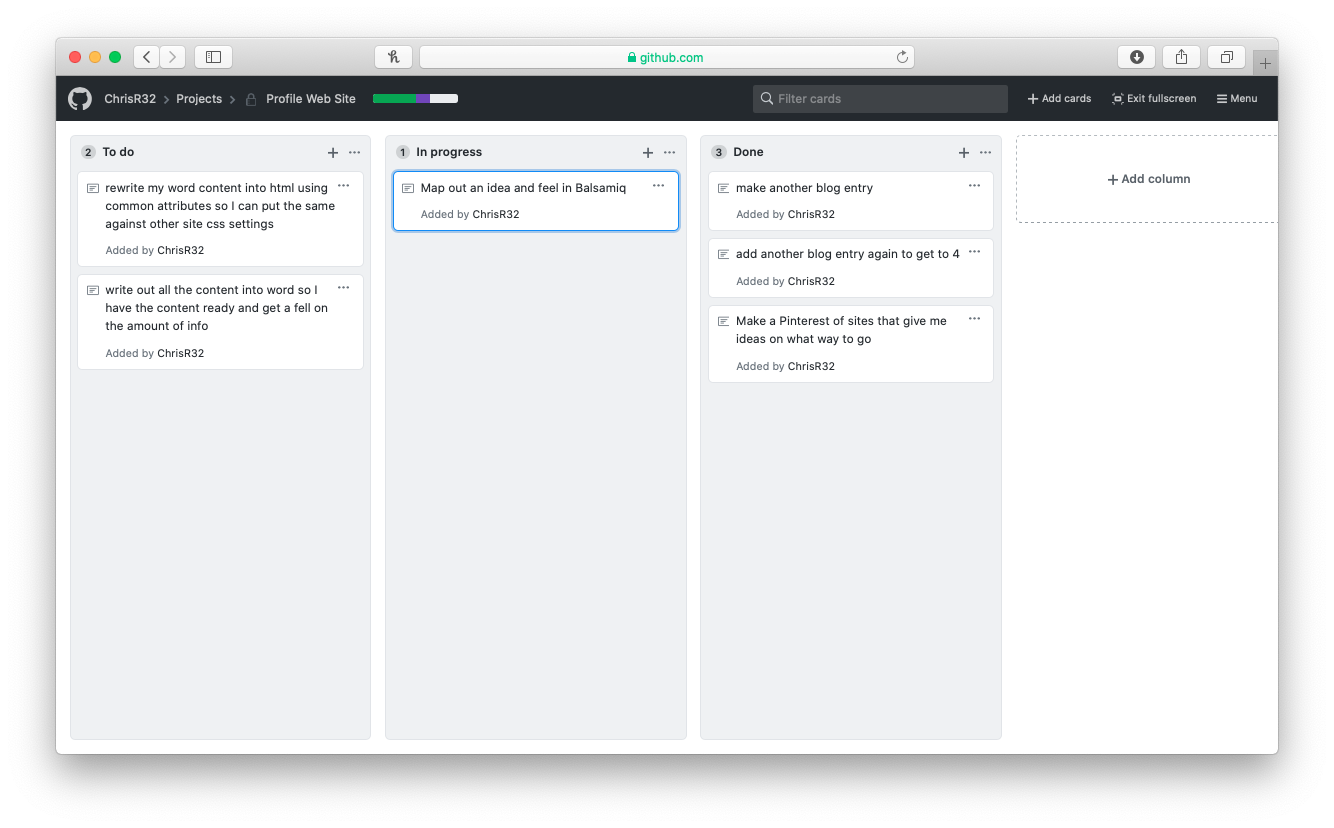 github.com
ChrisR32 Projects Profile Web Site Filter cards Add cards Exit fullscreen Menu
2 To do
rewrite my word content into html using
common attributes so I can put the same
against other site css settings
Added by ChrisR32
write out all the content into word so I
have the content ready and get a fell on
the amount of info
Added by ChrisR32
1 In progress
Map out an idea and feel in Balsamiq
Added by ChrisR32
3 Done
make another blog entry
Added by ChrisR32
add another blog entry again to get to 4
Added by ChrisR32
Make a Pinterest of sites that give me
ideas on what way to go
Added by ChrisR32
Add column